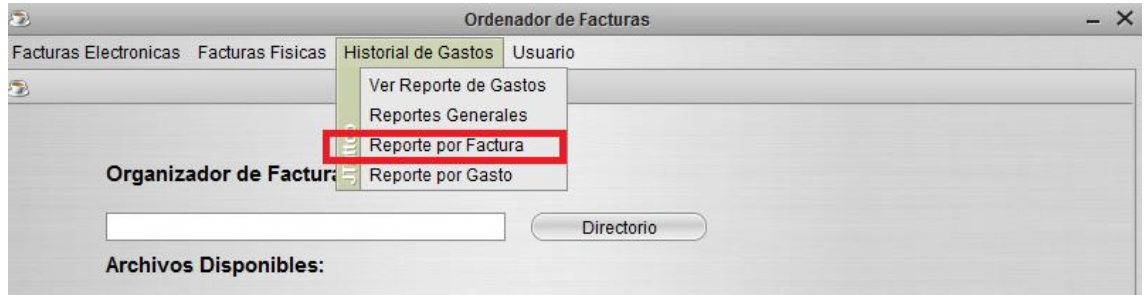 Ordenador de Facturas
Facturas Electronicas Facturas Fisicas Historial de Gastos Usuario
Ver Reporte de Gastos
Reportes Generales
Reporte por Factura
Reporte por Gasto
Organizador de Factur
Directorio
Archivos Disponibles: